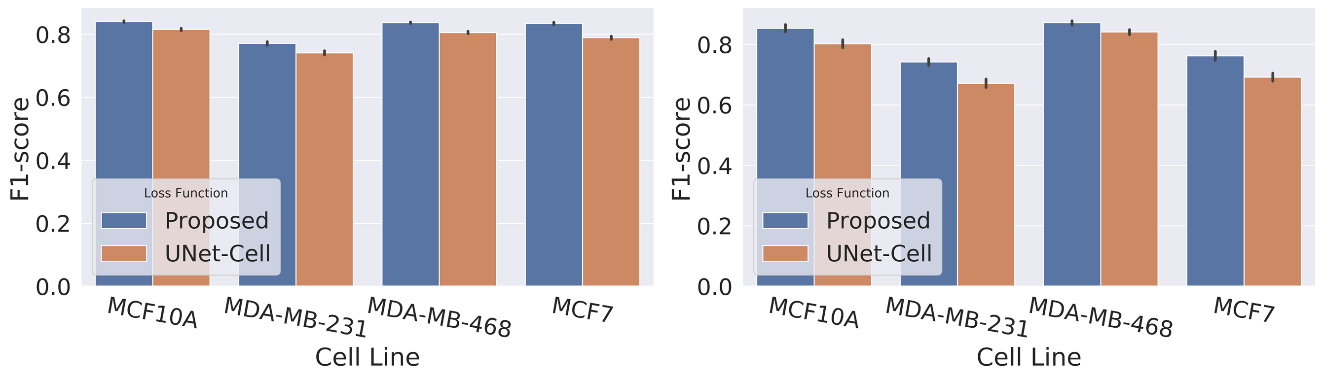 F1-score
0.8
0.6
0.4
0.2
0.0
Loss Function
Proposed
UNet-Cell
MCF10A
MDA-MB-231
MDA-MB-468
MCF7
Cell Line
F1-score
0.8
0.6
0.4
0.2
0.0
Loss Function
Proposed
UNet-Cell
MCF10A
MDA-MB-231
MDA-MB-468
MCF7
Cell Line